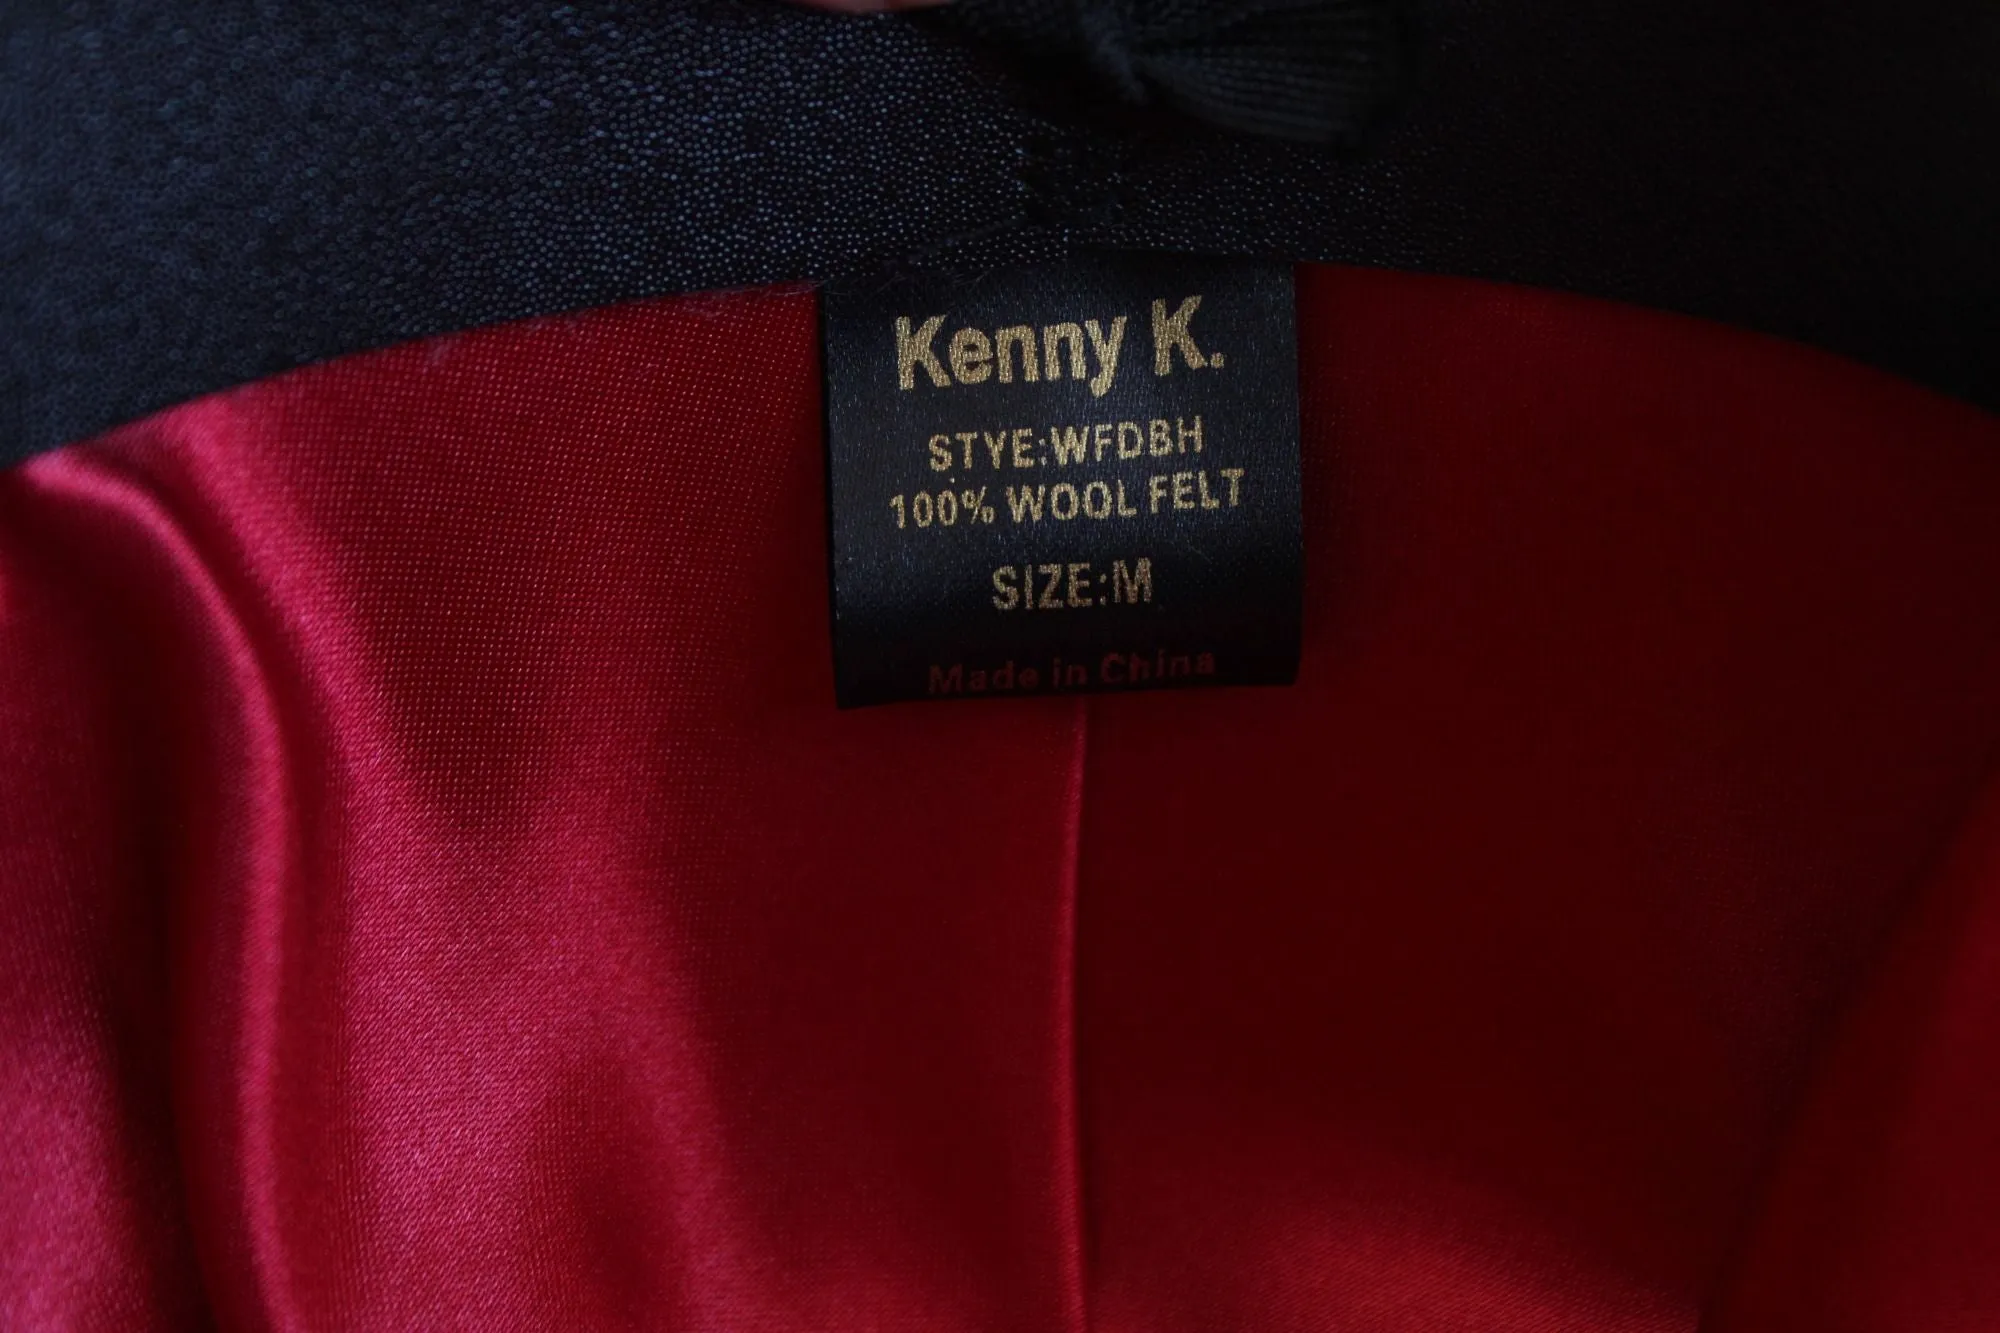 Kenny K.
STYE:WFDBH
100% WOOL FELT
SIZE:M
Made in China